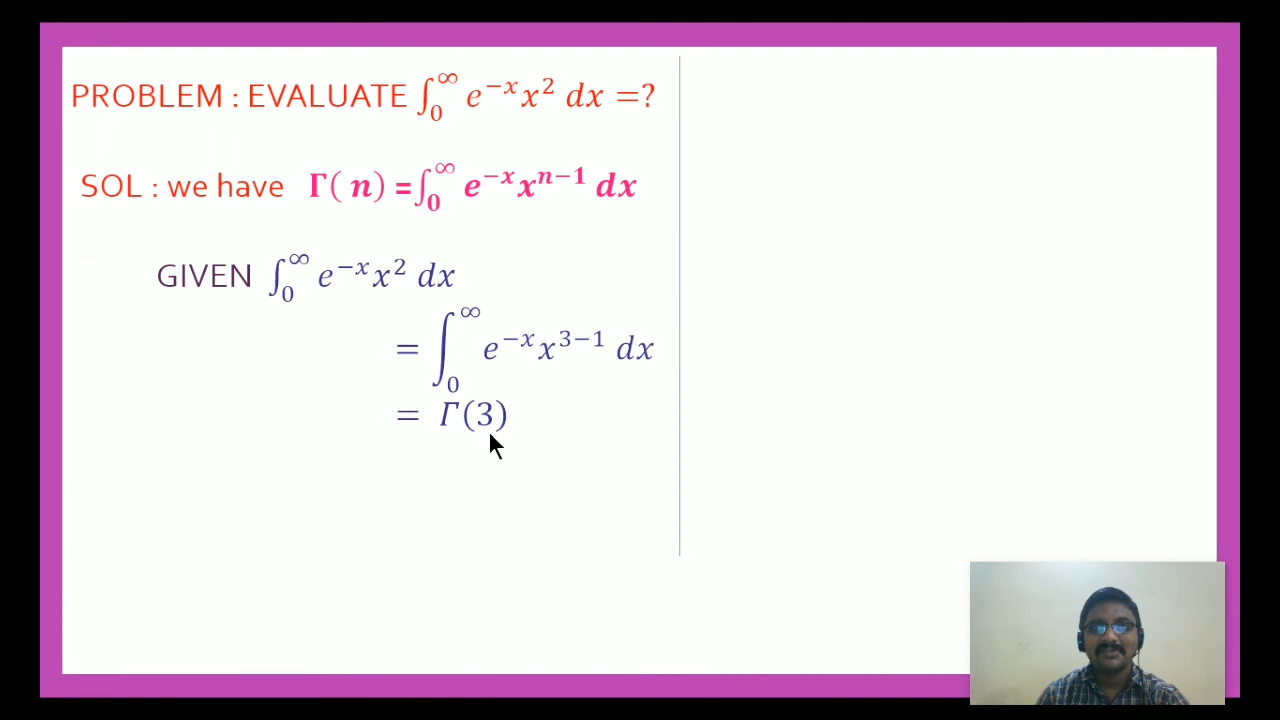 PROBLEM : EVALUATE ∫₀^∞ e^{−x} x² dx =?
SOL : we have Γ( n) = ∫₀^∞ e^{−x} x^{n−1} dx
GIVEN ∫₀^∞ e^{−x} x² dx
= ∫₀^∞ e^{−x} x^{3−1} dx
= Γ(3)